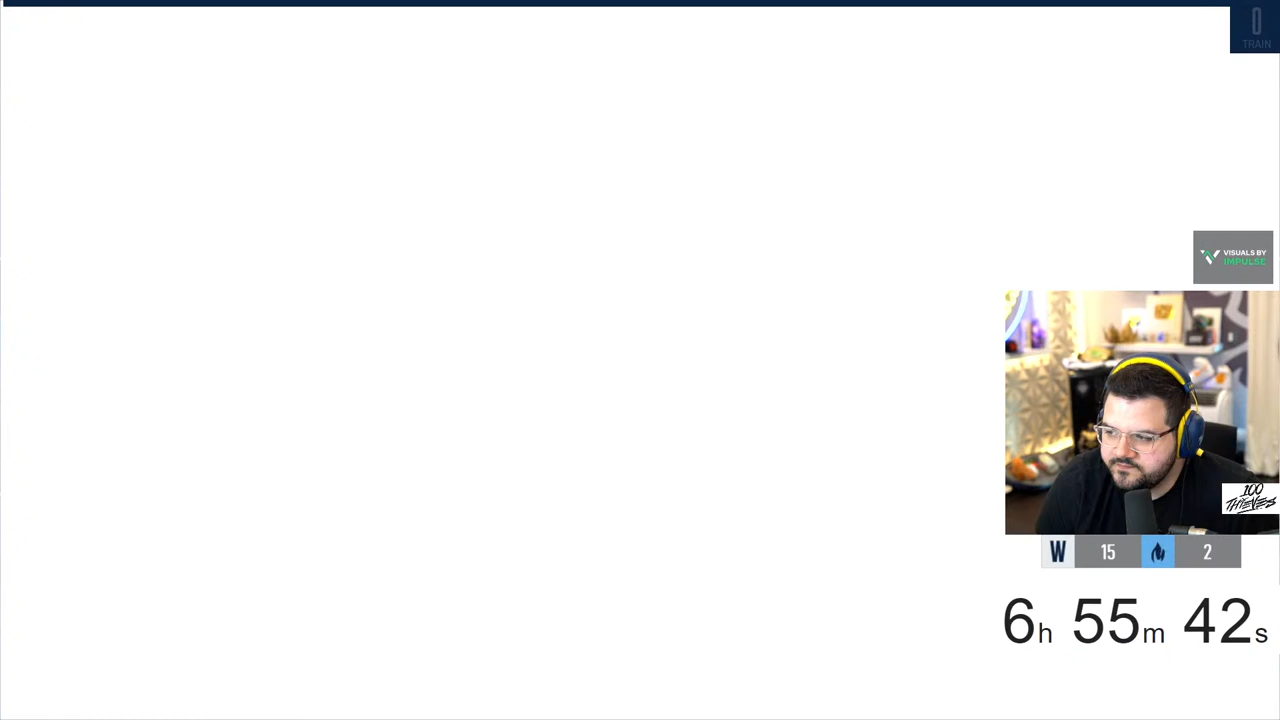 0
TRAIN
VISUALS BY
IMPULSE
100
THIEVES
W 15 2
6h 55m 42s